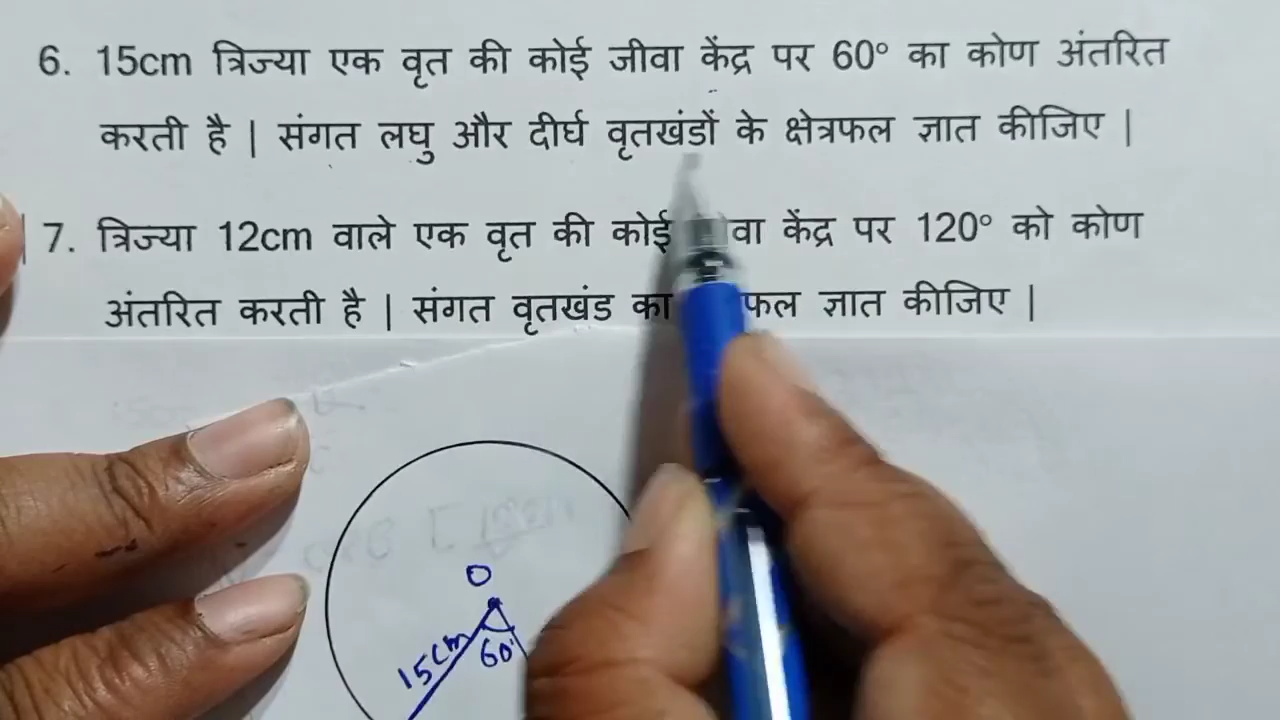 6. 15cm त्रिज्या एक वृत की कोई जीवा केंद्र पर 60° का कोण अंतरित
करती है | संगत लघु और दीर्घ वृतखंडों के क्षेत्रफल ज्ञात कीजिए |
7. त्रिज्या 12cm वाले एक वृत की कोई वा केंद्र पर 120° को कोण
अंतरित करती है | संगत वृतखंड का फल ज्ञात कीजिए |
O
15cm
60°